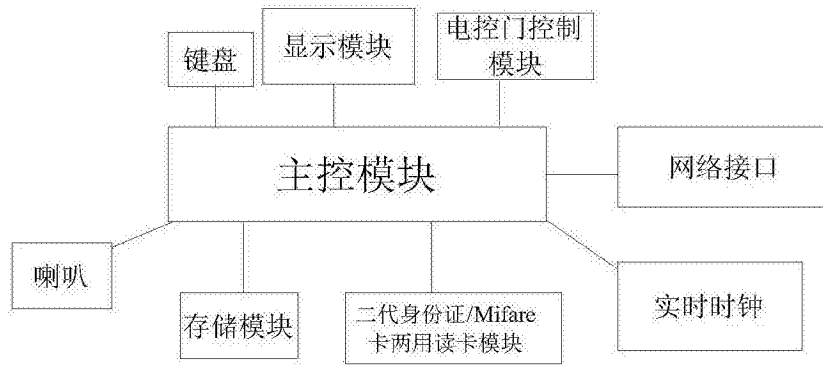 键盘
显示模块
电控门控制
模块
主控模块
网络接口
喇叭
存储模块
二代身份证/Mifare
卡两用读卡模块
实时时钟